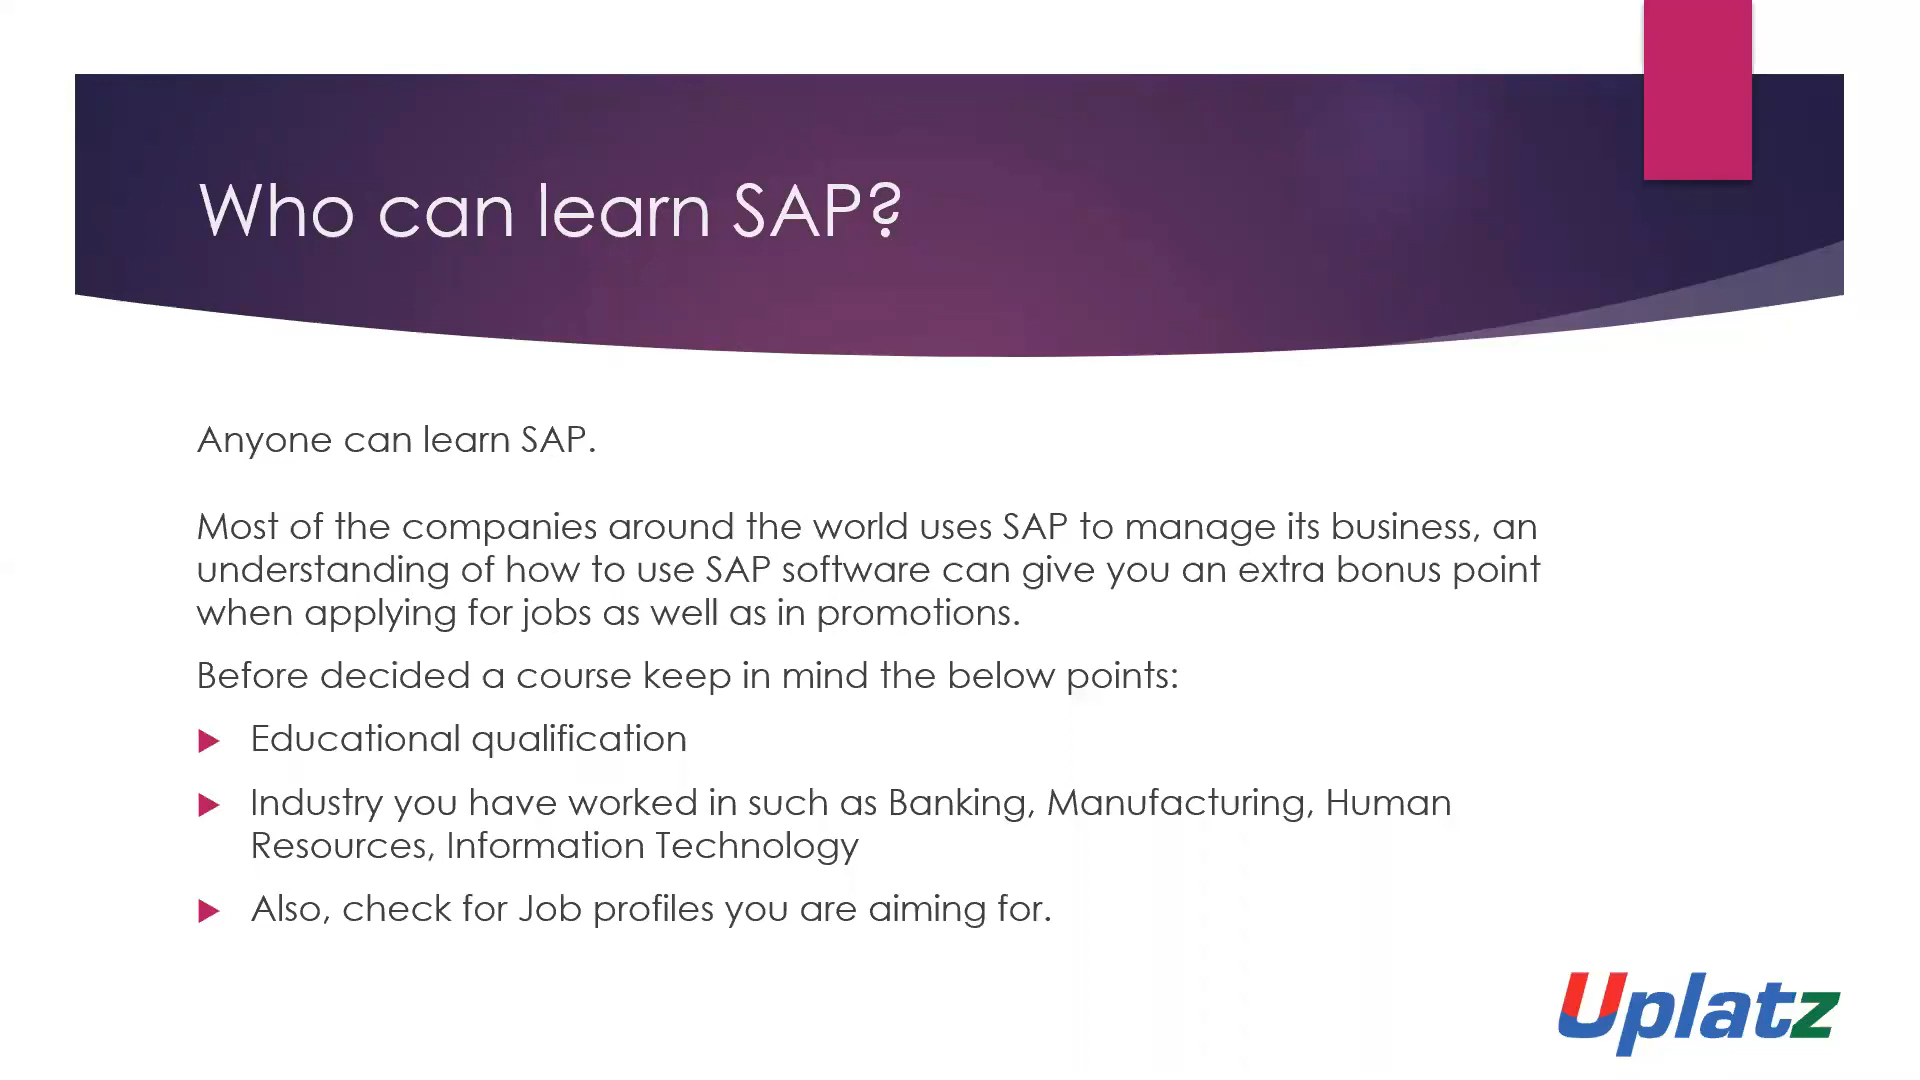 Who can learn SAP?
Anyone can learn SAP.
Most of the companies around the world uses SAP to manage its business, an
understanding of how to use SAP software can give you an extra bonus point
when applying for jobs as well as in promotions.
Before decided a course keep in mind the below points:
Educational qualification
Industry you have worked in such as Banking, Manufacturing, Human
Resources, Information Technology
Also, check for Job profiles you are aiming for.
Uplatz